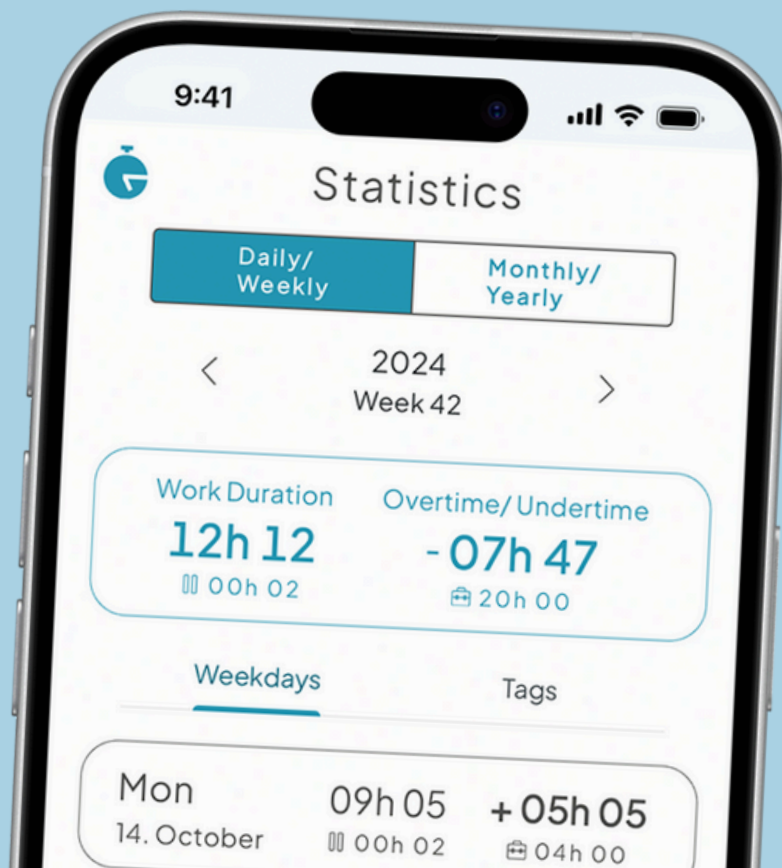 9:41
Statistics
Daily/
Weekly
Monthly/
Yearly
2024
Week 42
Work Duration
Overtime/Undertime
12h 12
- 07h 47
00h 02
20h 00
Weekdays
Tags
Mon
09h 05
+ 05h 05
14. October
00h 02
04h 00